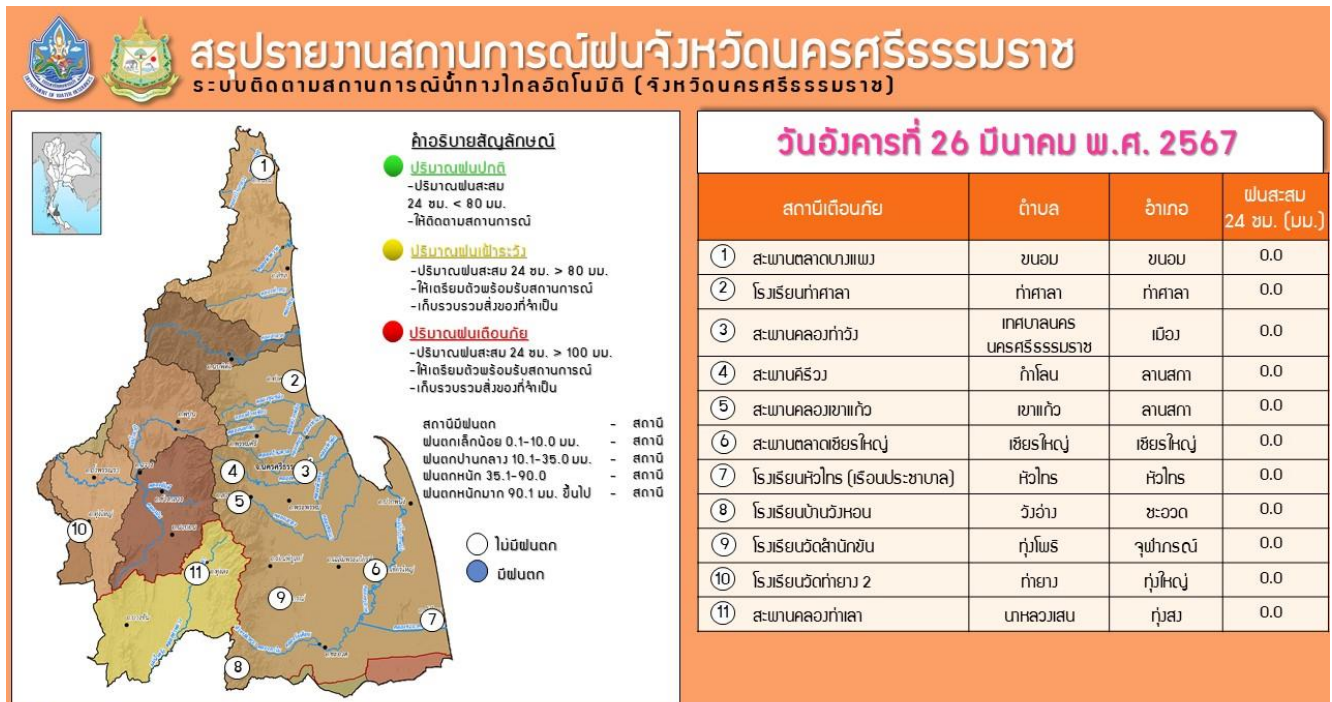 สรุปรายงานสถานการณ์ฝนจังหวัดนครศรีธรรมราช
ระบบติดตามสถานการณ์น้ำทางไกลอัตโนมัติ (จังหวัดนครศรีธรรมราช)
คำอธิบายสัญลักษณ์
ปริมาณฝนปกติ
-ปริมาณฝนสะสม
24 ชม. < 80 มม.
-ให้ติดตามสถานการณ์
ปริมาณฝนเฝ้าระวัง
-ปริมาณฝนสะสม 24 ชม. > 80 มม.
-ให้เตรียมตัวพร้อมรับสถานการณ์
-เก็บรวบรวมสิ่งของที่จำเป็น
ปริมาณฝนเตือนภัย
-ปริมาณฝนสะสม 24 ชม. > 100 มม.
-ให้เตรียมตัวพร้อมรับสถานการณ์
-เก็บรวบรวมสิ่งของที่จำเป็น
สถานีมีฝนตก - สถานี
ฝนตกเล็กน้อย 0.1-10.0 มม. - สถานี
ฝนตกปานกลาง 10.1-35.0 มม. - สถานี
ฝนตกหนัก 35.1-90.0 - สถานี
ฝนตกหนักมาก 90.1 มม. ขึ้นไป - สถานี
ไม่มีฝนตก
มีฝนตก
1
2
3
4
5
6
7
8
9
10
11
วันอังคารที่ 26 มีนาคม พ.ศ. 2567
สถานีเตือนภัย ตำบล อำเภอ ฝนสะสม 24 ชม. (มม.)
1 สะพานตลาดบางแพง ขนอม ขนอม 0.0
2 โรงเรียนท่าศาลา ท่าศาลา ท่าศาลา 0.0
3 สะพานคลองท่าวัง เทศบาลนครนครศรีธรรมราช เมือง 0.0
4 สะพานคีรีวง กำโลน ลานสกา 0.0
5 สะพานคลองเขาแก้ว เขาแก้ว ลานสกา 0.0
6 สะพานตลาดเชียรใหญ่ เชียรใหญ่ เชียรใหญ่ 0.0
7 โรงเรียนหัวไทร (เรือนประชาบาล) หัวไทร หัวไทร 0.0
8 โรงเรียนบ้านวังหอน วังอ่าง ชะอวด 0.0
9 โรงเรียนวัดสำนักขัน ทุ่งโพธิ จุฬาภรณ์ 0.0
10 โรงเรียนวัดท่ายาง 2 ท่ายาง ทุ่งใหญ่ 0.0
11 สะพานคลองท่าเลา นาหลวงเสน ทุ่งสง 0.0